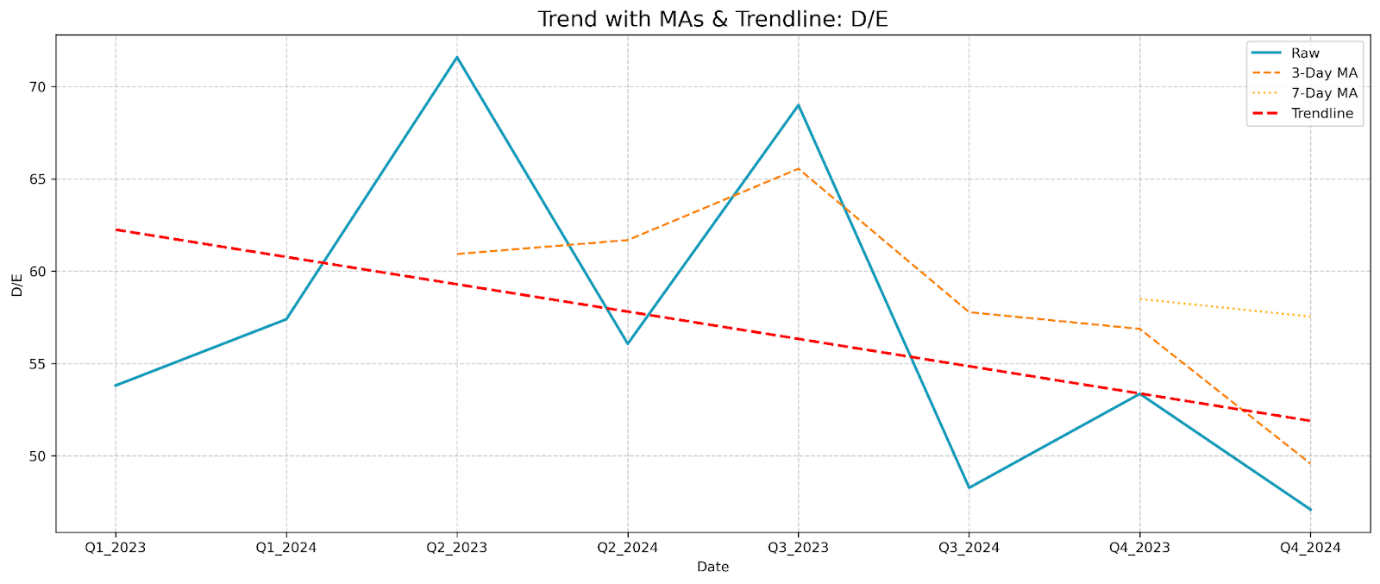 Trend with MAs & Trendline: D/E
Raw
3-Day MA
7-Day MA
Trendline
D/E
70
65
60
55
50
Q1_2023
Q1_2024
Q2_2023
Q2_2024
Q3_2023
Q3_2024
Q4_2023
Q4_2024
Date